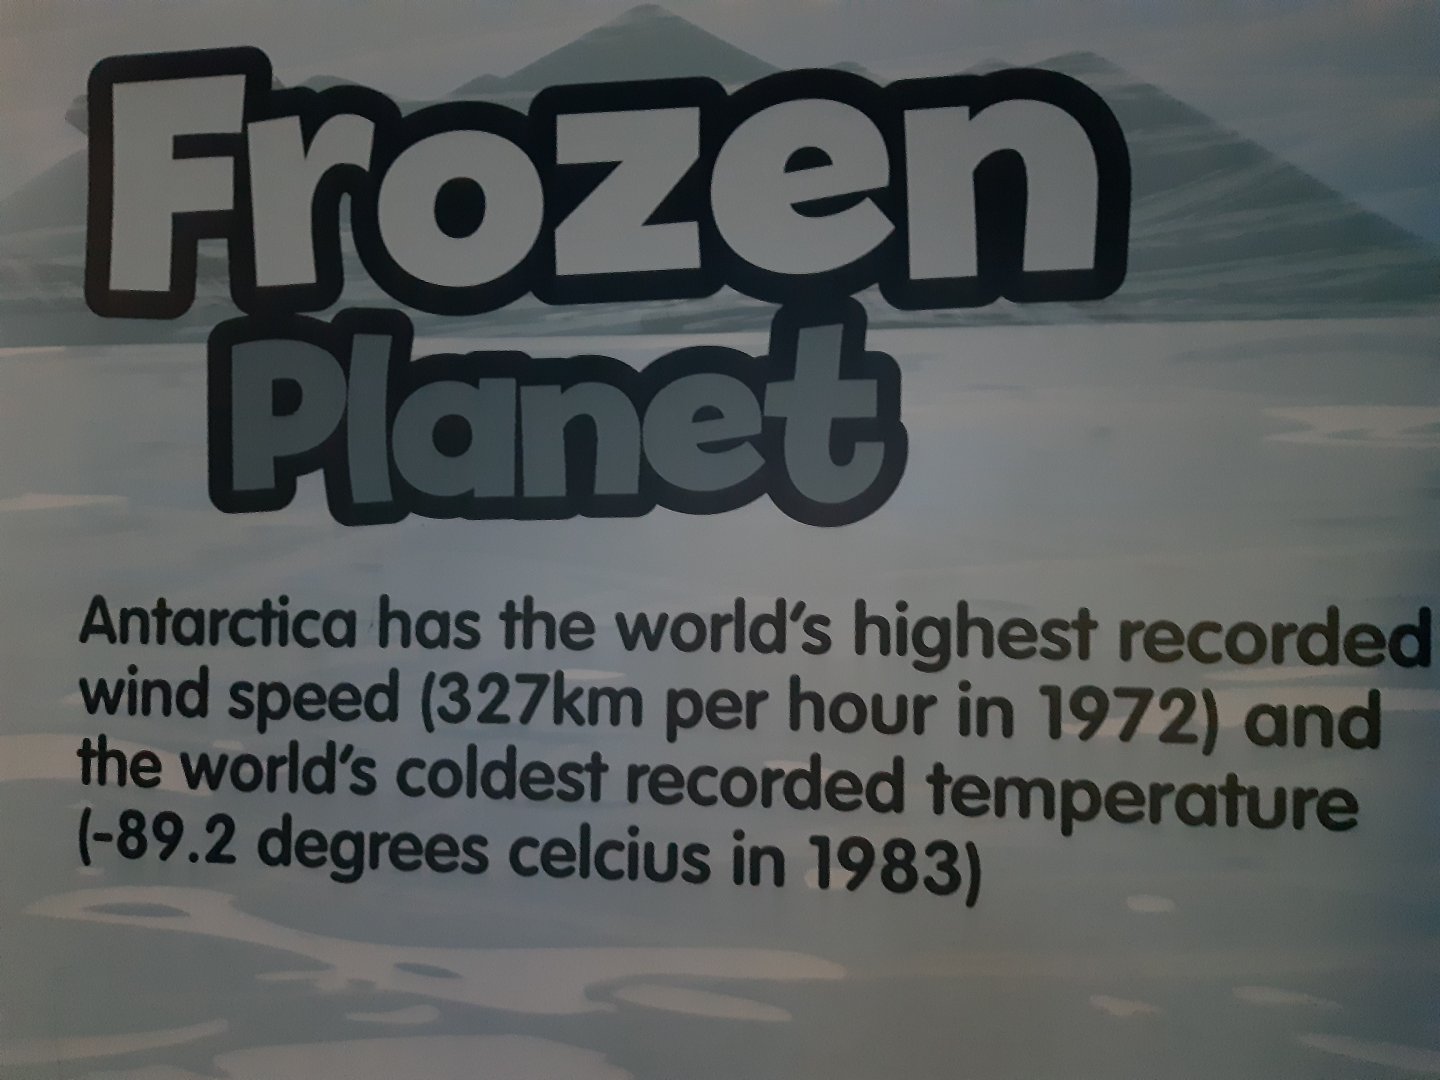 Frozen
Planet
Antarctica has the world's highest recorded
wind speed (327km per hour in 1972) and
the world's coldest recorded temperature
(-89.2 degrees celcius in 1983)